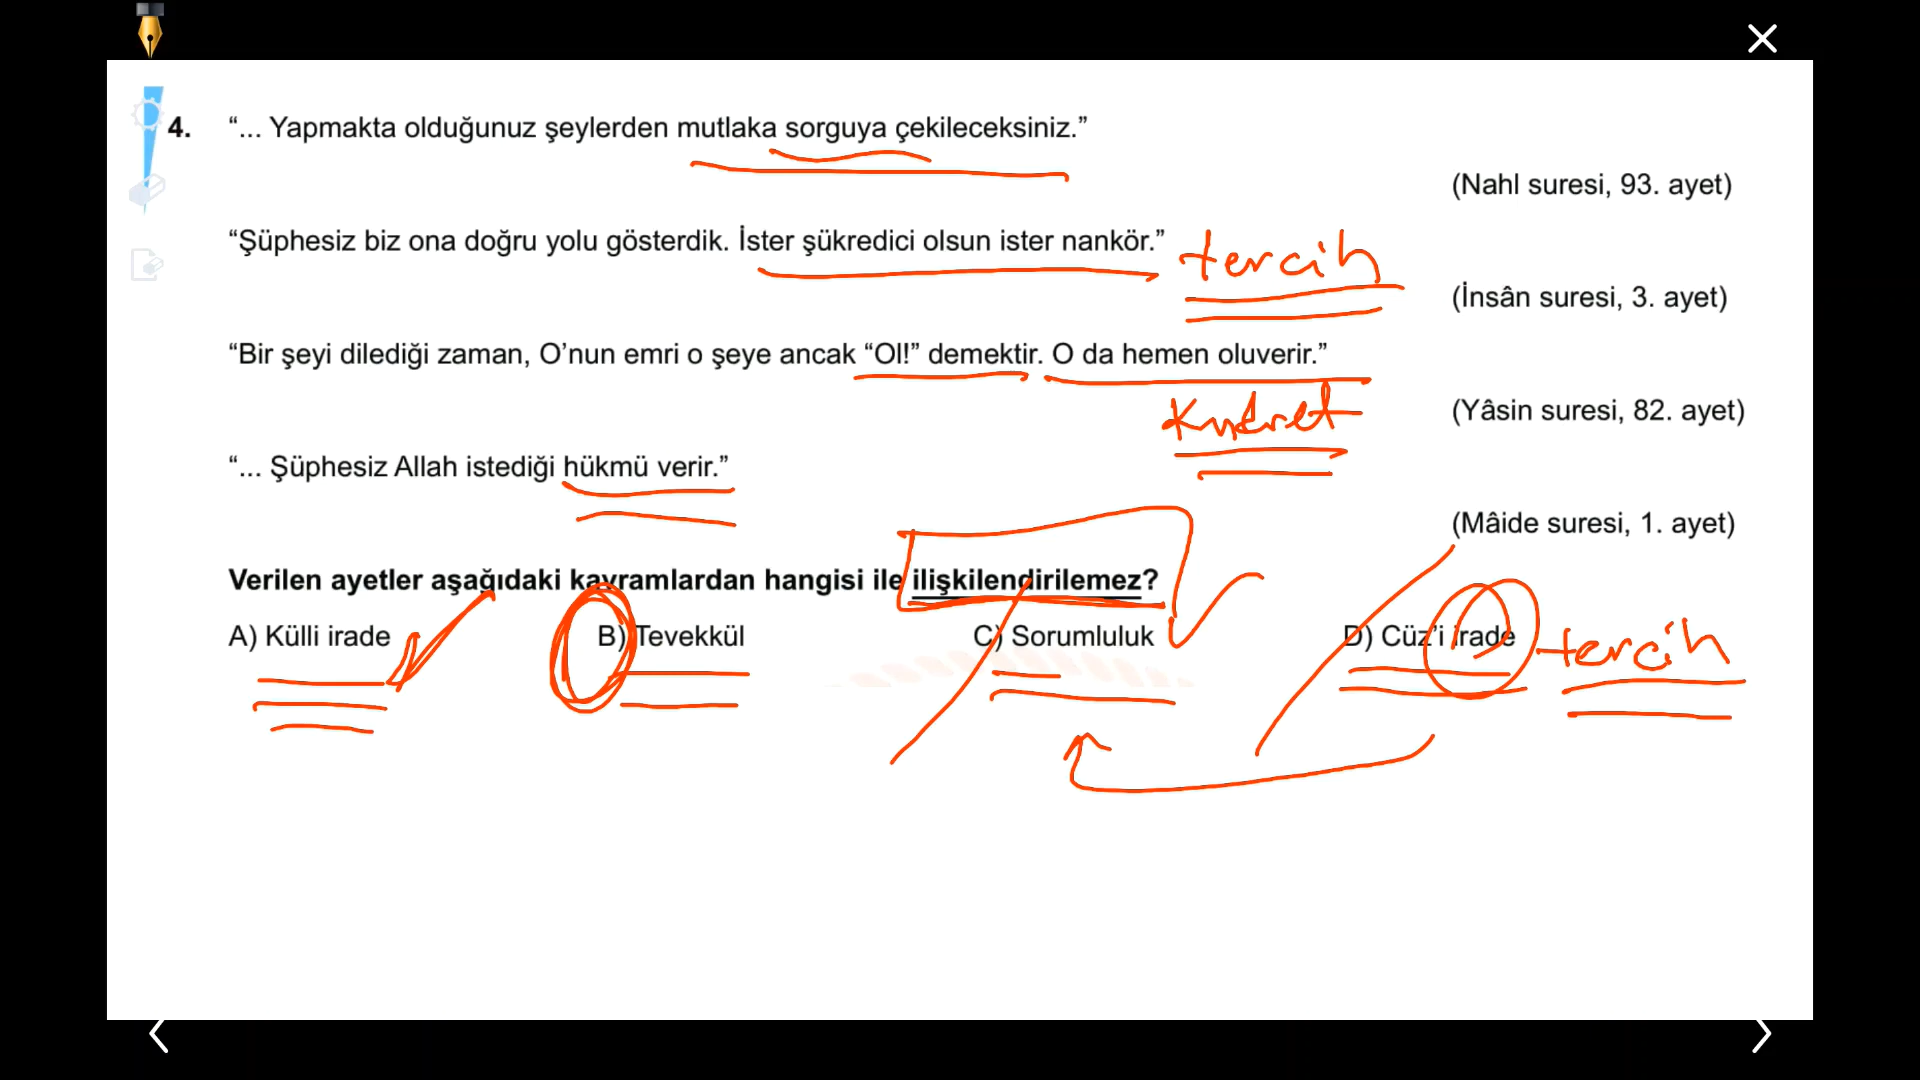 4. “... Yapmakta olduğunuz şeylerden mutlaka sorguya çekileceksiniz.”
(Nahl suresi, 93. ayet)
“Şüphesiz biz ona doğru yolu gösterdik. İster şükredici olsun ister nankör.” tercih
(İnsân suresi, 3. ayet)
“Bir şeyi dilediği zaman, O’nun emri o şeye ancak “Ol!” demektir. O da hemen oluverir.”
Kudret
(Yâsin suresi, 82. ayet)
“... Şüphesiz Allah istediği hükmü verir.”
(Mâide suresi, 1. ayet)
Verilen ayetler aşağıdaki kavramlardan hangisi ile ilişkilendirilemez?
A) Külli irade B) Tevekkül C) Sorumluluk D) Cüz’i irade tercih